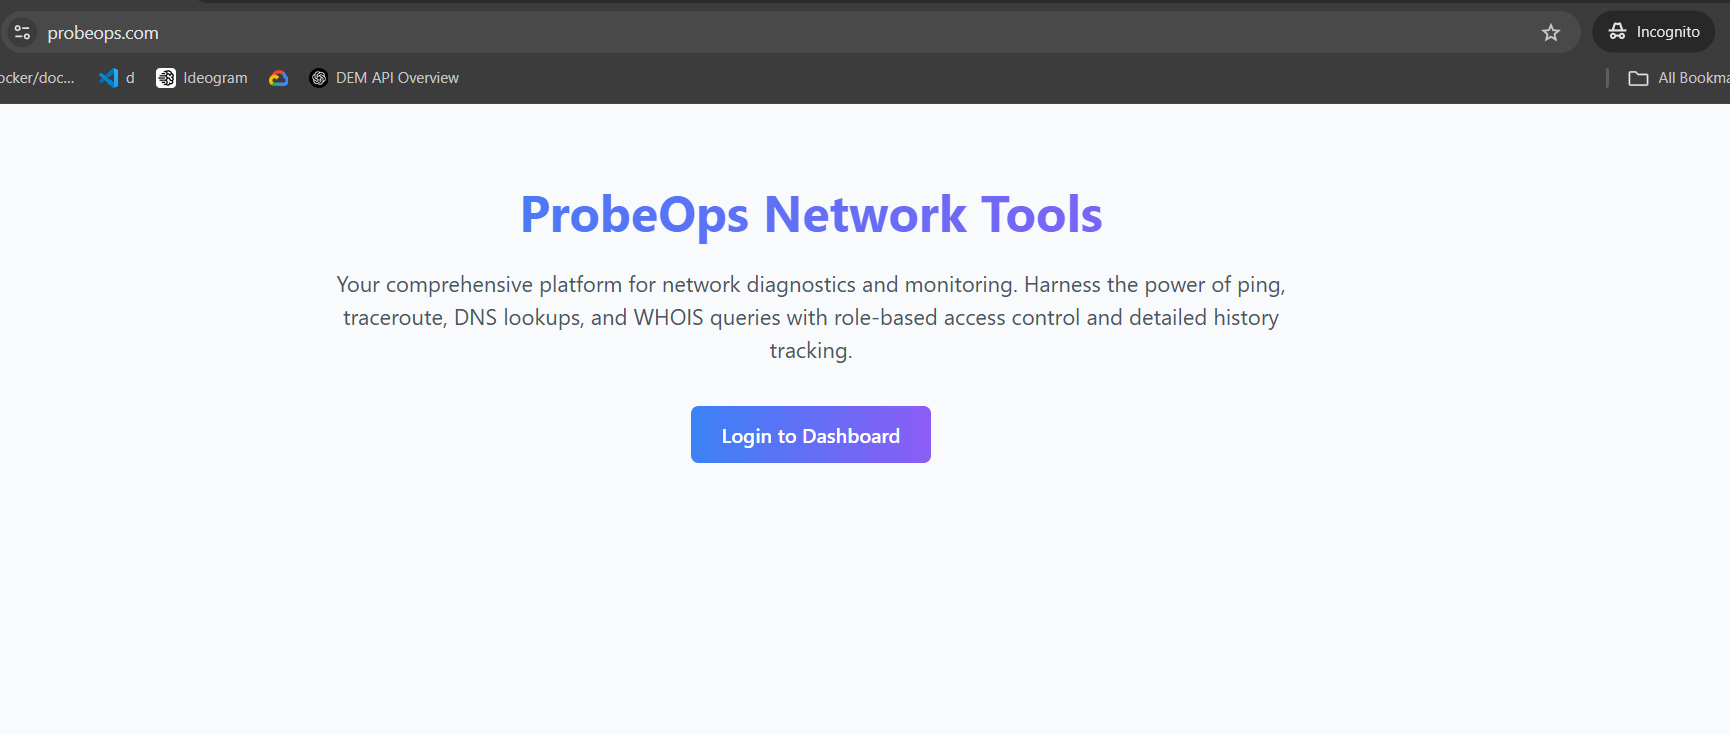 probeops.com
Incognito
ocker/doc...
d
Ideogram
DEM API Overview
All Bookma
ProbeOps Network Tools
Your comprehensive platform for network diagnostics and monitoring. Harness the power of ping,
traceroute, DNS lookups, and WHOIS queries with role-based access control and detailed history
tracking.
Login to Dashboard